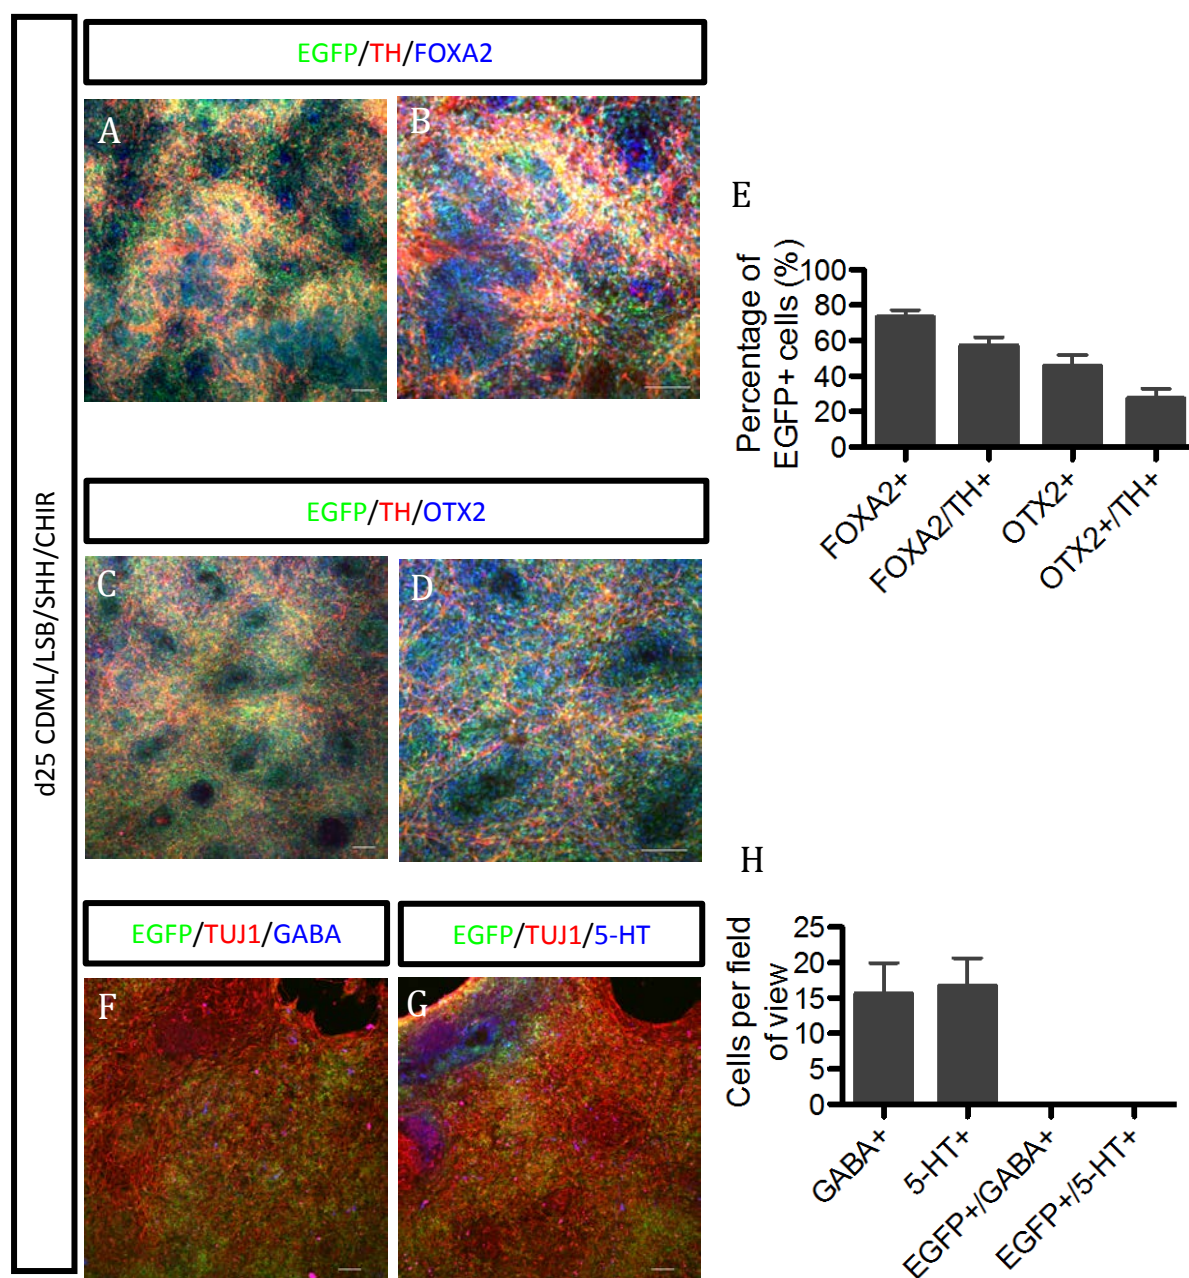 d25 CDML/LSB/SHH/CHIR
EGFP/TH/FOXA2
A
B
E
Percentage of
EGFP+ cells (%)
100
80
60
40
20
0
FOXA2+
FOXA2/TH+
OTX2+
OTX2+/TH+
EGFP/TH/OTX2
C
D
EGFP/TUJ1/GABA
EGFP/TUJ1/5-HT
F
G
H
Cells per field
of view
25
20
15
10
5
0
GABA+
5-HT+
EGFP+/GABA+
EGFP+/5-HT+